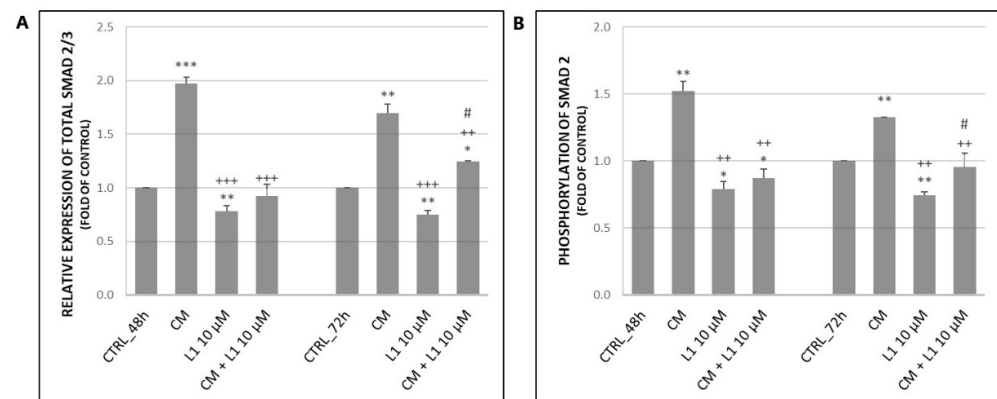 A
RELATIVE EXPRESSION OF TOTAL SMAD 2/3
(FOLD OF CONTROL)
2.5
2.0
1.5
1.0
0.5
0.0
***
+++
**
+++
**
+++
**
#
++
*
CTRL_48h
CM
L1 10 µM
CM + L1 10 µM
CTRL_72h
CM
L1 10 µM
CM + L1 10 µM
B
PHOSPHORYLATION OF SMAD 2
(FOLD OF CONTROL)
2.0
1.5
1.0
0.5
0.0
**
++
*
++
*
**
++
**
#
++
CTRL_48h
CM
L1 10 µM
CM + L1 10 µM
CTRL_72h
CM
L1 10 µM
CM + L1 10 µM